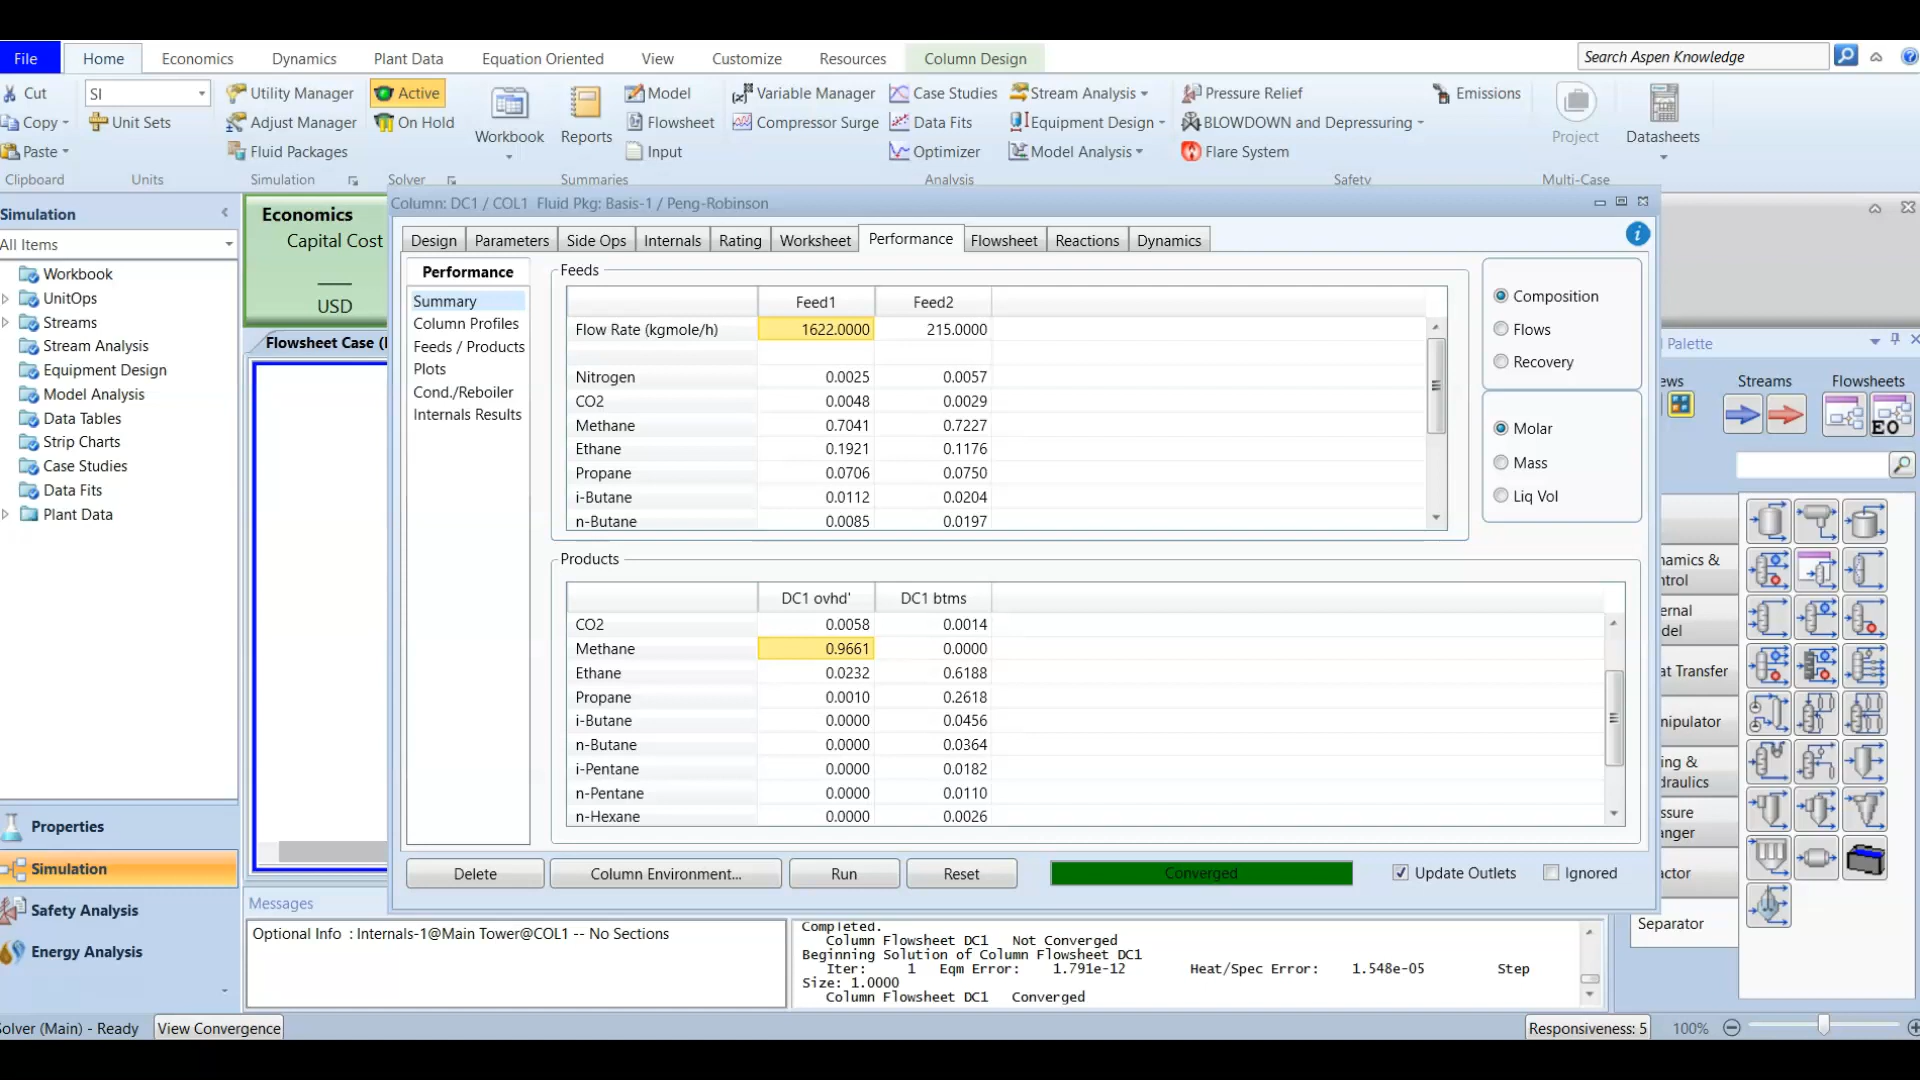 File Home Economics Dynamics Plant Data Equation Oriented View Customize Resources Column Design Search Aspen Knowledge
Cut SI Utility Manager Active Model Variable Manager Case Studies Stream Analysis Pressure Relief Emissions
Copy Unit Sets Adjust Manager On Hold Workbook Reports Flowsheet Compressor Surge Data Fits Equipment Design BLOWDOWN and Depressuring Project Datasheets
Paste Fluid Packages Input Optimizer Model Analysis Flare System
Clipboard Units Simulation Solver Summaries Analysis Safety Multi-Case
Simulation
All Items
Workbook
UnitOps
Streams
Stream Analysis
Equipment Design
Model Analysis
Data Tables
Strip Charts
Case Studies
Data Fits
Plant Data
Properties
Simulation
Safety Analysis
Energy Analysis
Economics
Capital Cost
USD
Flowsheet Case (
Column: DC1 / COL1 Fluid Pkg: Basis-1 / Peng-Robinson
Design Parameters Side Ops Internals Rating Worksheet Performance Flowsheet Reactions Dynamics
Performance
Summary
Column Profiles
Feeds / Products
Plots
Cond./Reboiler
Internals Results
Feeds
Feed1 Feed2
Flow Rate (kgmole/h) 1622.0000 215.0000
Nitrogen 0.0025 0.0057
CO2 0.0048 0.0029
Methane 0.7041 0.7227
Ethane 0.1921 0.1176
Propane 0.0706 0.0750
i-Butane 0.0112 0.0204
n-Butane 0.0085 0.0197
Composition
Flows
Recovery
Molar
Mass
Liq Vol
Products
DC1 ovhd' DC1 btms
CO2 0.0058 0.0014
Methane 0.9661 0.0000
Ethane 0.0232 0.6188
Propane 0.0010 0.2618
i-Butane 0.0000 0.0456
n-Butane 0.0000 0.0364
i-Pentane 0.0000 0.0182
n-Pentane 0.0000 0.0110
n-Hexane 0.0000 0.0026
Delete Column Environment... Run Reset Converged Update Outlets Ignored
Palette
ews Streams Flowsheets
EO
namics &
ntrol
ernal
del
at Transfer
nipulator
ing &
draulics
ssure
anger
actor
Separator
Messages
Optional Info : Internals-1@Main Tower@COL1 -- No Sections
Completed.
Column Flowsheet DC1 Not Converged
Beginning Solution of Column Flowsheet DC1
Iter: 1 Eqm Error: 1.791e-12 Heat/Spec Error: 1.548e-05 Step
Size: 1.0000
Column Flowsheet DC1 Converged
Solver (Main) - Ready View Convergence Responsiveness: 5 100%